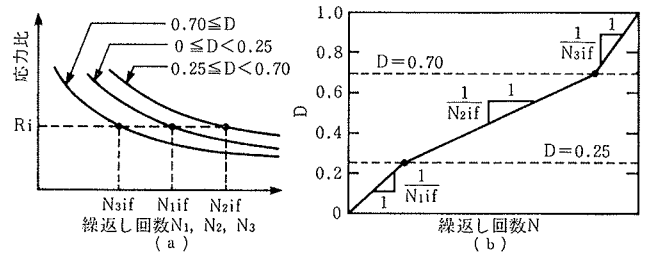 0.70≦D
0≦D<0.25
0.25≦D<0.70
応力比
Ri
N3if N1if N2if
繰返し回数N1, N2, N3
(a)
1.0
0.8
0.6
0.4
0.2
0
D
D=0.70
D=0.25
1
1
N3if
1
1
N2if
1
1
N1if
繰返し回数N
(b)